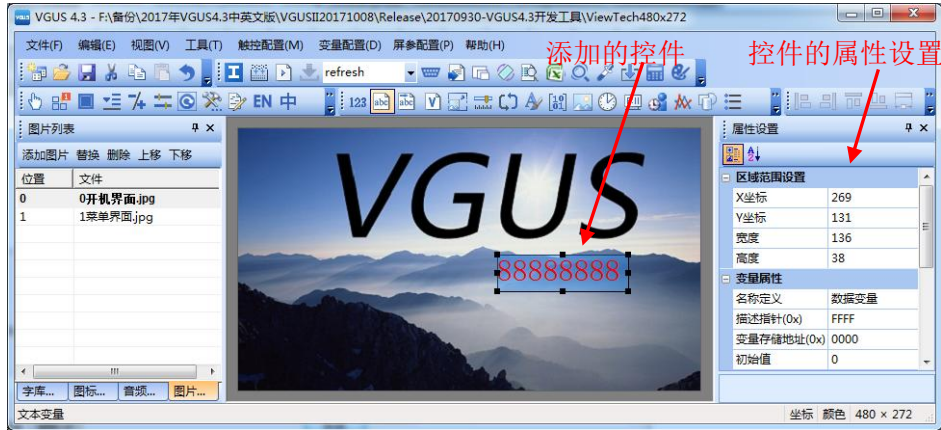 VGUS 4.3 - F:\备份\2017年VGUS4.3中英文版\VGUSII20171008\Release\20170930-VGUS4.3开发工具\ViewTech480x272
文件(F) 编辑(E) 视图(V) 工具(T) 触控配置(M) 变量配置(D) 屏参配置(P) 帮助(H)
添加的控件 控件的属性设置
refresh
EN 中 123 abc abc
图片列表
属性设置
添加图片 替换 删除 上移 下移
位置 文件
0 0开机界面.jpg
1 1菜单界面.jpg
VGUS
88888888
区域范围设置
X坐标 269
Y坐标 131
宽度 136
高度 38
变量属性
名称定义 数据变量
描述指针(0x) FFFF
变量存储地址(0x) 0000
初始值 0
字库... 图标... 音频... 图片...
文本变量
坐标 颜色 480 × 272